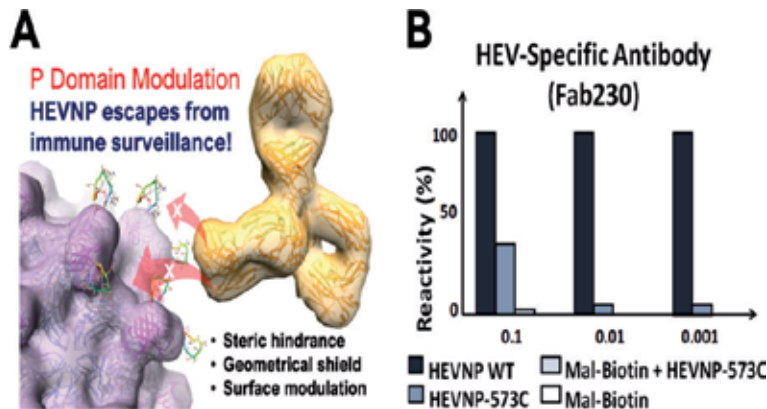 A
P Domain Modulation
HEVNP escapes from
immune surveillance!
X
X
• Steric hindrance
• Geometrical shield
• Surface modulation
B
HEV-Specific Antibody
(Fab230)
Reactivity (%)
100
50
0
0.1 0.01 0.001
HEVNP WT Mal-Biotin + HEVNP-573C
HEVNP-573C Mal-Biotin